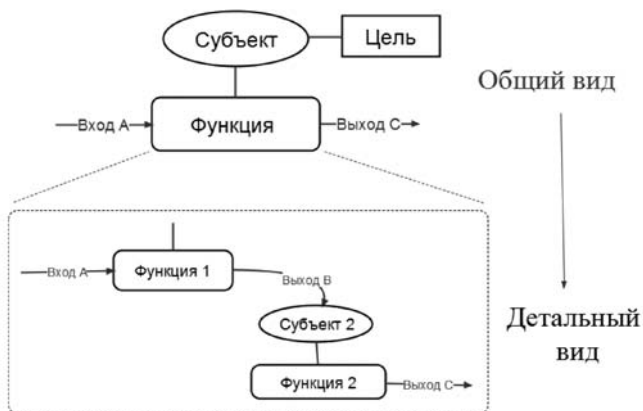 Субъект
Цель
Общий вид
Вход А
Функция
Выход С
Вход А
Функция 1
Выход В
Субъект 2
Детальный
вид
Функция 2
Выход С